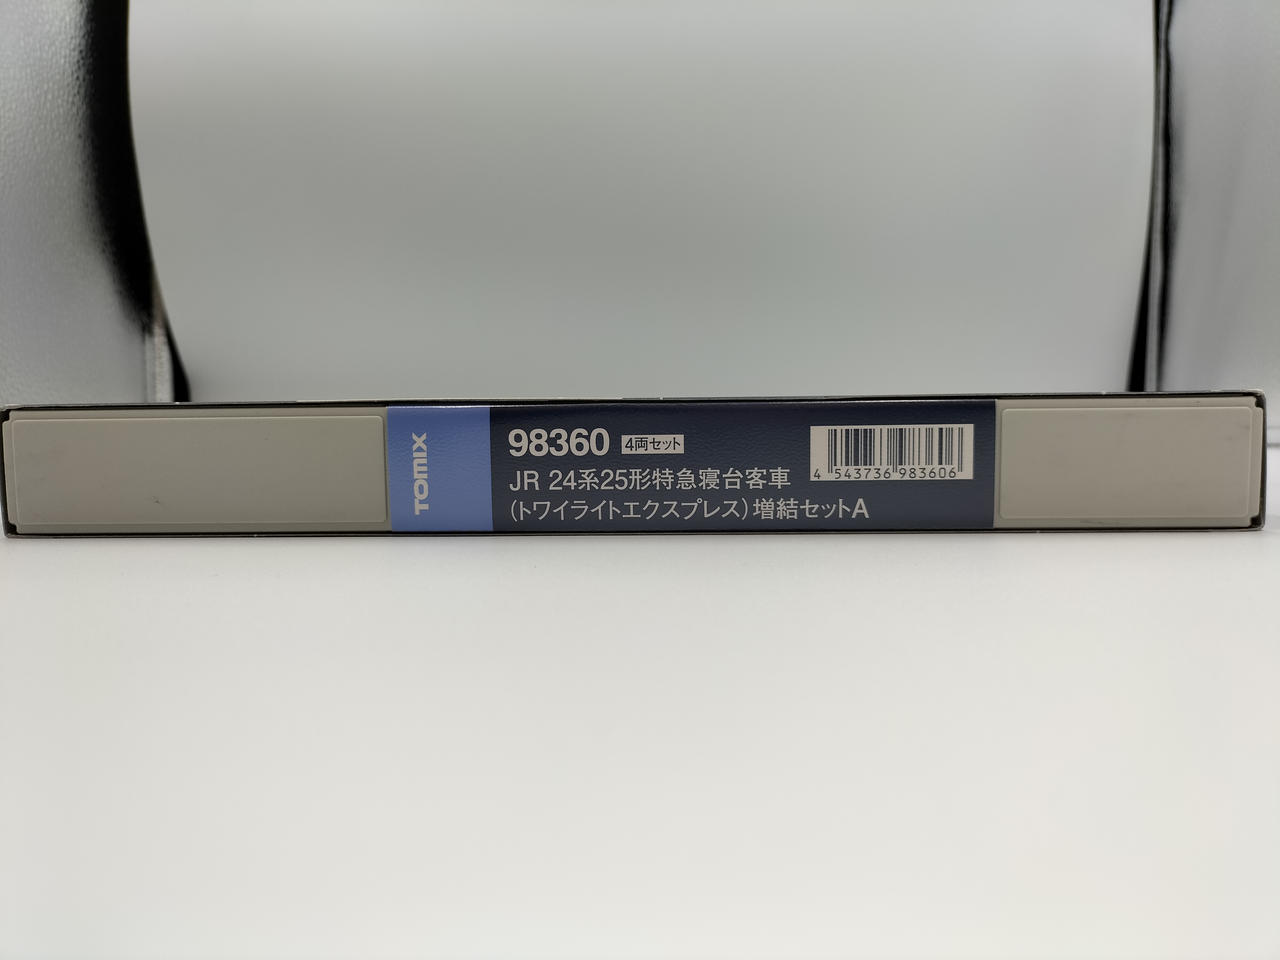 TOMIX
98360 4両セット
JR 24系25形特急寝台客車
(トワイライトエクスプレス)増結セットA
4 543736 983606